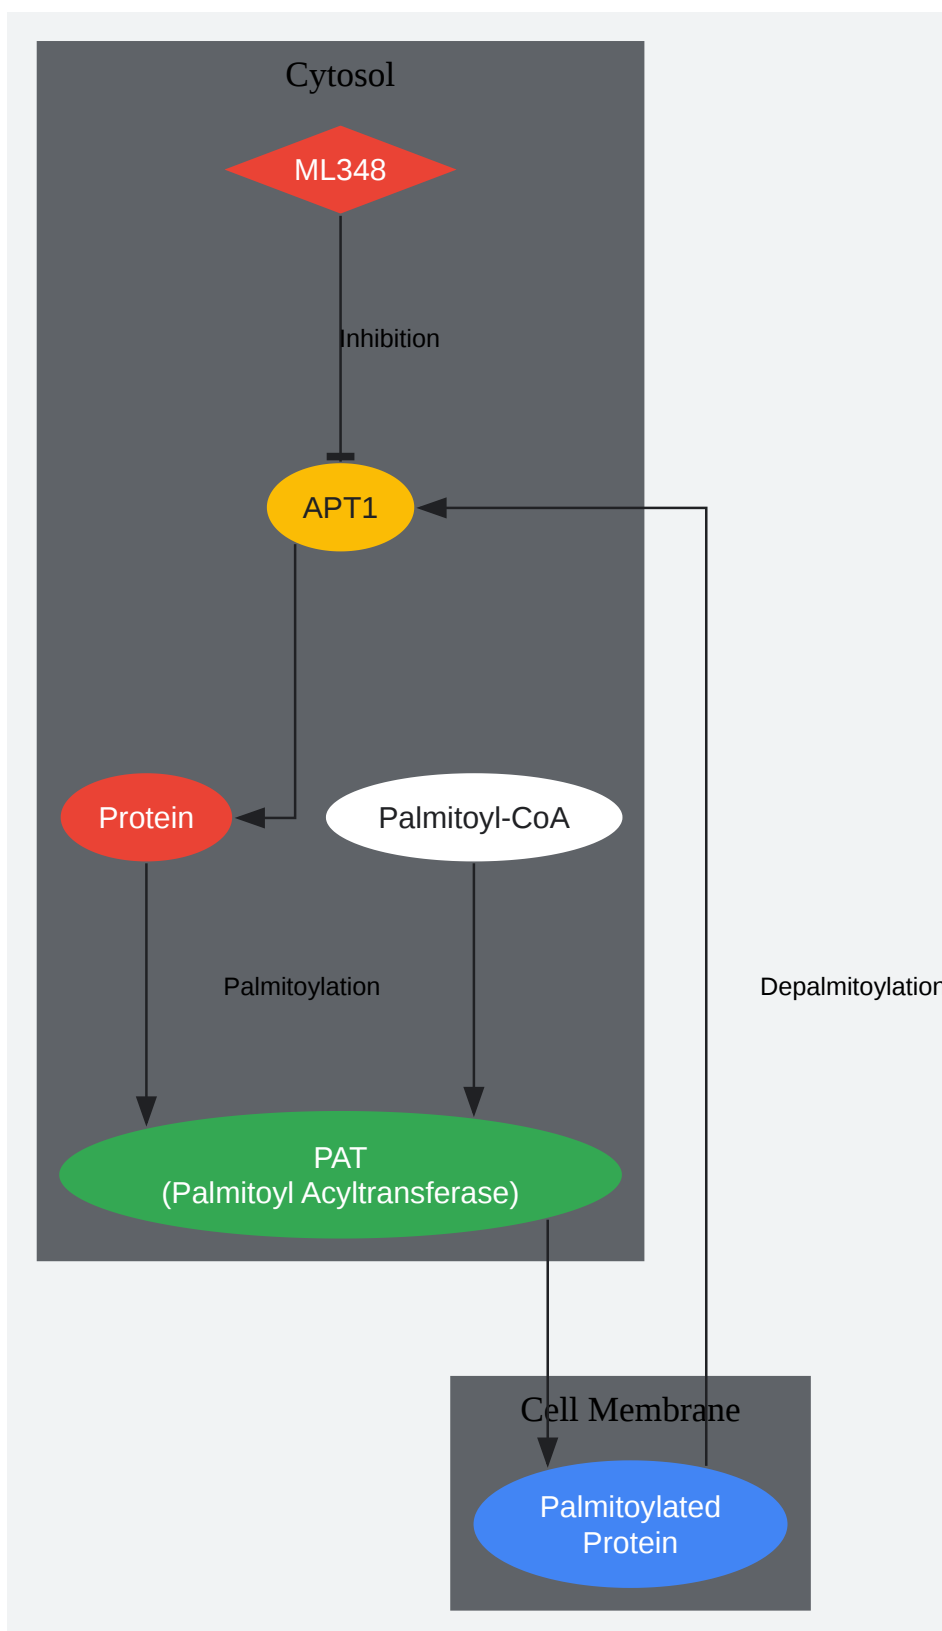 Cytosol
ML348
Inhibition
APT1
Protein
Palmitoyl-CoA
Palmitoylation
Depalmitoylation
PAT
(Palmitoyl Acyltransferase)
Cell Membrane
Palmitoylated
Protein